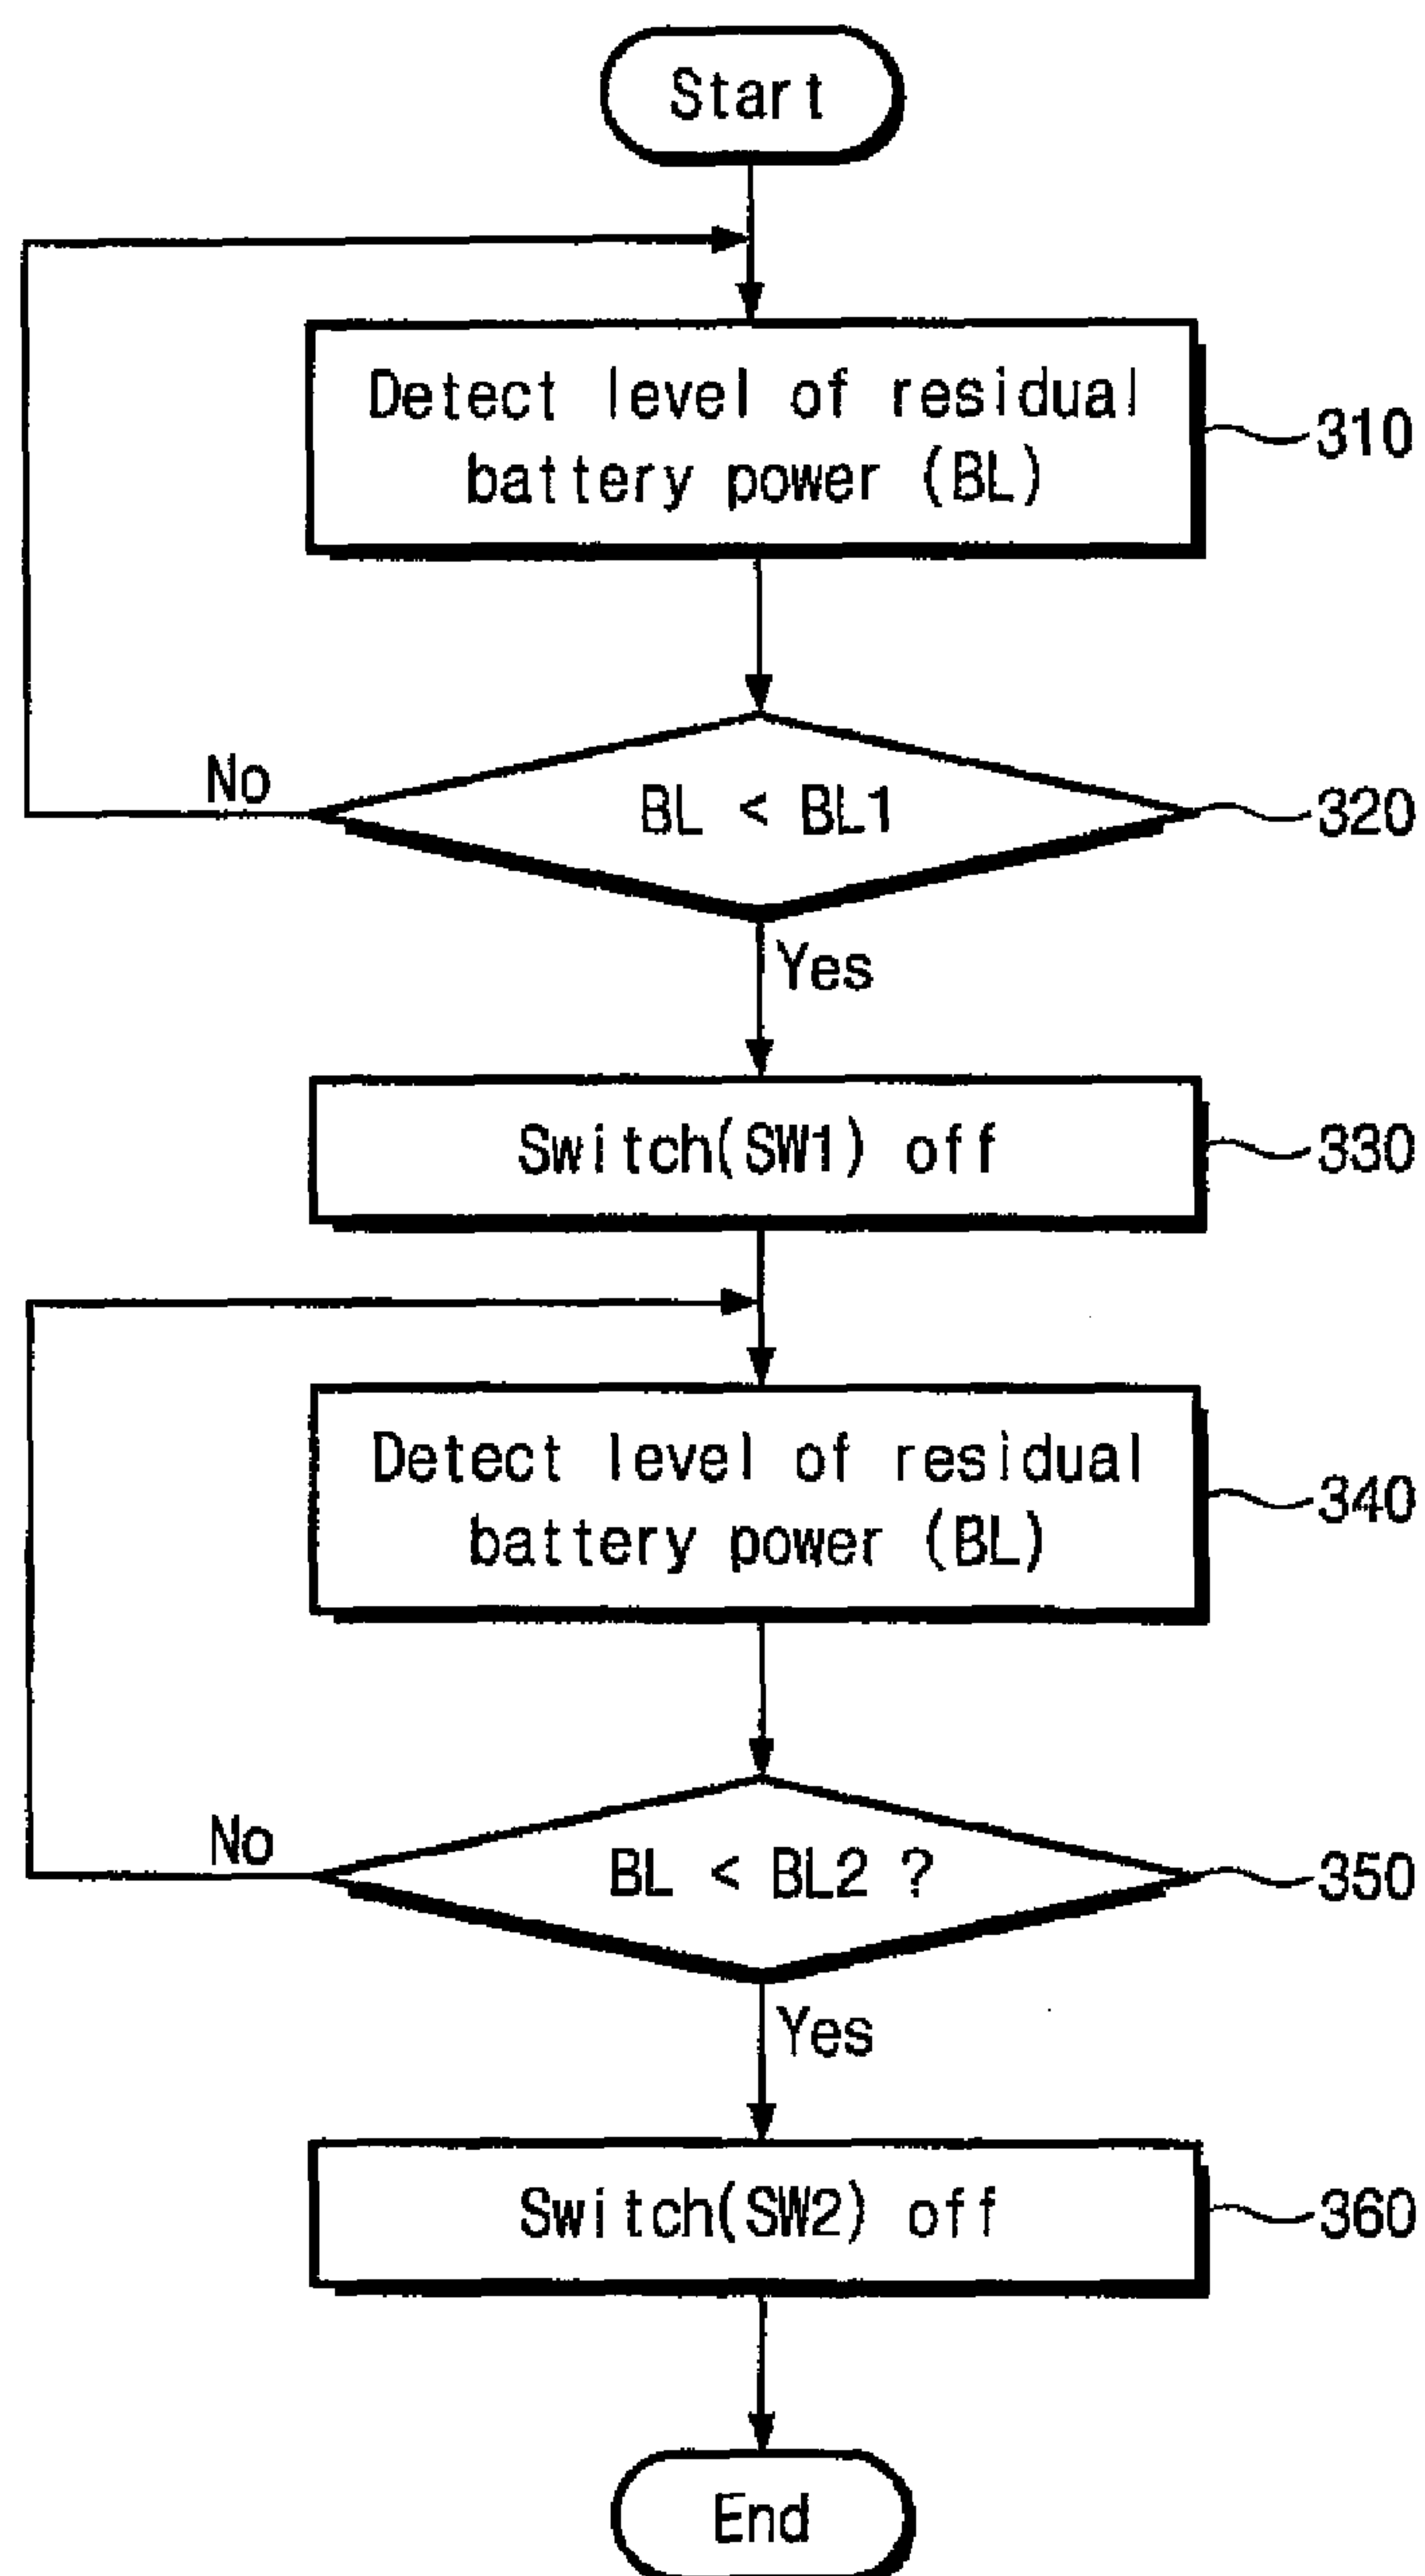 Start
Detect level of residual
battery power (BL)
310
BL < BL1
320
No
Yes
Switch(SW1) off
330
Detect level of residual
battery power (BL)
340
BL < BL2 ?
350
No
Yes
Switch(SW2) off
360
End